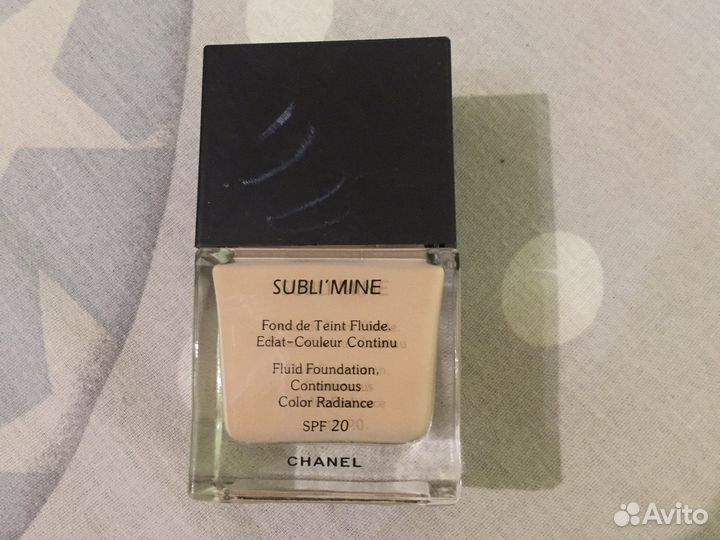 SUBLI'MINE
Fond de Teint Fluide.
Eclat-Couleur Continu
Fluid Foundation,
Continuous
Color Radiance
SPF 20
CHANEL
Avito